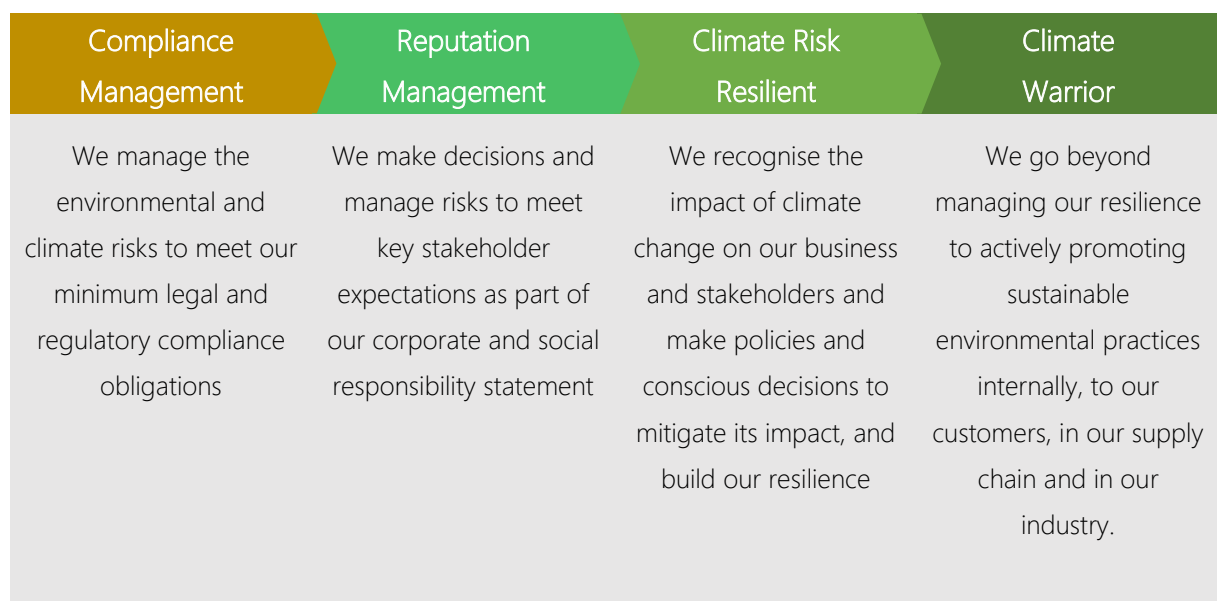 Compliance
Management
Reputation
Management
Climate Risk
Resilient
Climate
Warrior
We manage the
environmental and
climate risks to meet our
minimum legal and
regulatory compliance
obligations
We make decisions and
manage risks to meet
key stakeholder
expectations as part of
our corporate and social
responsibility statement
We recognise the
impact of climate
change on our business
and stakeholders and
make policies and
conscious decisions to
mitigate its impact, and
build our resilience
We go beyond
managing our resilience
to actively promoting
sustainable
environmental practices
internally, to our
customers, in our supply
chain and in our
industry.